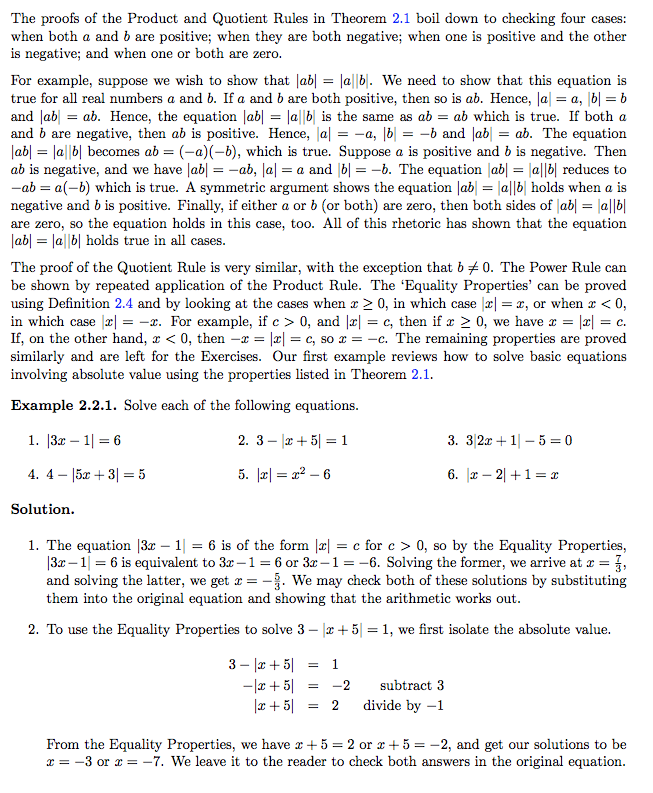 The proofs of the Product and Quotient Rules in Theorem 2.1 boil down to checking four cases:
when both a and b are positive; when they are both negative; when one is positive and the other
is negative; and when one or both are zero.
For example, suppose we wish to show that |ab| = |a||b|. We need to show that this equation is
true for all real numbers a and b. If a and b are both positive, then so is ab. Hence, |a| = a, |b| = b
and |ab| = ab. Hence, the equation |ab| = |a||b| is the same as ab = ab which is true. If both a
and b are negative, then ab is positive. Hence, |a| = −a, |b| = −b and |ab| = ab. The equation
|ab| = |a||b| becomes ab = (−a)(−b), which is true. Suppose a is positive and b is negative. Then
ab is negative, and we have |ab| = −ab, |a| = a and |b| = −b. The equation |ab| = |a||b| reduces to
−ab = a(−b) which is true. A symmetric argument shows the equation |ab| = |a||b| holds when a is
negative and b is positive. Finally, if either a or b (or both) are zero, then both sides of |ab| = |a||b|
are zero, so the equation holds in this case, too. All of this rhetoric has shown that the equation
|ab| = |a||b| holds true in all cases.
The proof of the Quotient Rule is very similar, with the exception that b ≠ 0. The Power Rule can
be shown by repeated application of the Product Rule. The ‘Equality Properties’ can be proved
using Definition 2.4 and by looking at the cases when x ≥ 0, in which case |x| = x, or when x < 0,
in which case |x| = −x. For example, if c > 0, and |x| = c, then if x ≥ 0, we have x = |x| = c.
If, on the other hand, x < 0, then −x = |x| = c, so x = −c. The remaining properties are proved
similarly and are left for the Exercises. Our first example reviews how to solve basic equations
involving absolute value using the properties listed in Theorem 2.1.
Example 2.2.1. Solve each of the following equations.
1. |3x − 1| = 6 2. 3 − |x + 5| = 1 3. 3|2x + 1| − 5 = 0
4. 4 − |5x + 3| = 5 5. |x| = x² − 6 6. |x − 2| + 1 = x
Solution.
1. The equation |3x − 1| = 6 is of the form |x| = c for c > 0, so by the Equality Properties,
|3x − 1| = 6 is equivalent to 3x − 1 = 6 or 3x − 1 = −6. Solving the former, we arrive at x = 7/3,
and solving the latter, we get x = −5/3. We may check both of these solutions by substituting
them into the original equation and showing that the arithmetic works out.
2. To use the Equality Properties to solve 3 − |x + 5| = 1, we first isolate the absolute value.
3 − |x + 5| = 1
−|x + 5| = −2 subtract 3
|x + 5| = 2 divide by −1
From the Equality Properties, we have x + 5 = 2 or x + 5 = −2, and get our solutions to be
x = −3 or x = −7. We leave it to the reader to check both answers in the original equation.